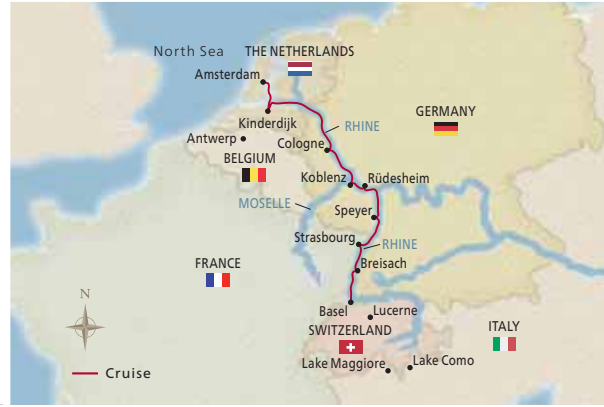 North Sea
THE NETHERLANDS
Amsterdam
Kinderdijk
RHINE
GERMANY
Antwerp
Cologne
BELGIUM
Koblenz
Rüdesheim
MOSELLE
Speyer
Strasbourg
RHINE
FRANCE
Breisach
N
Basel
Lucerne
SWITZERLAND
ITALY
Lake Maggiore
Lake Como
Cruise